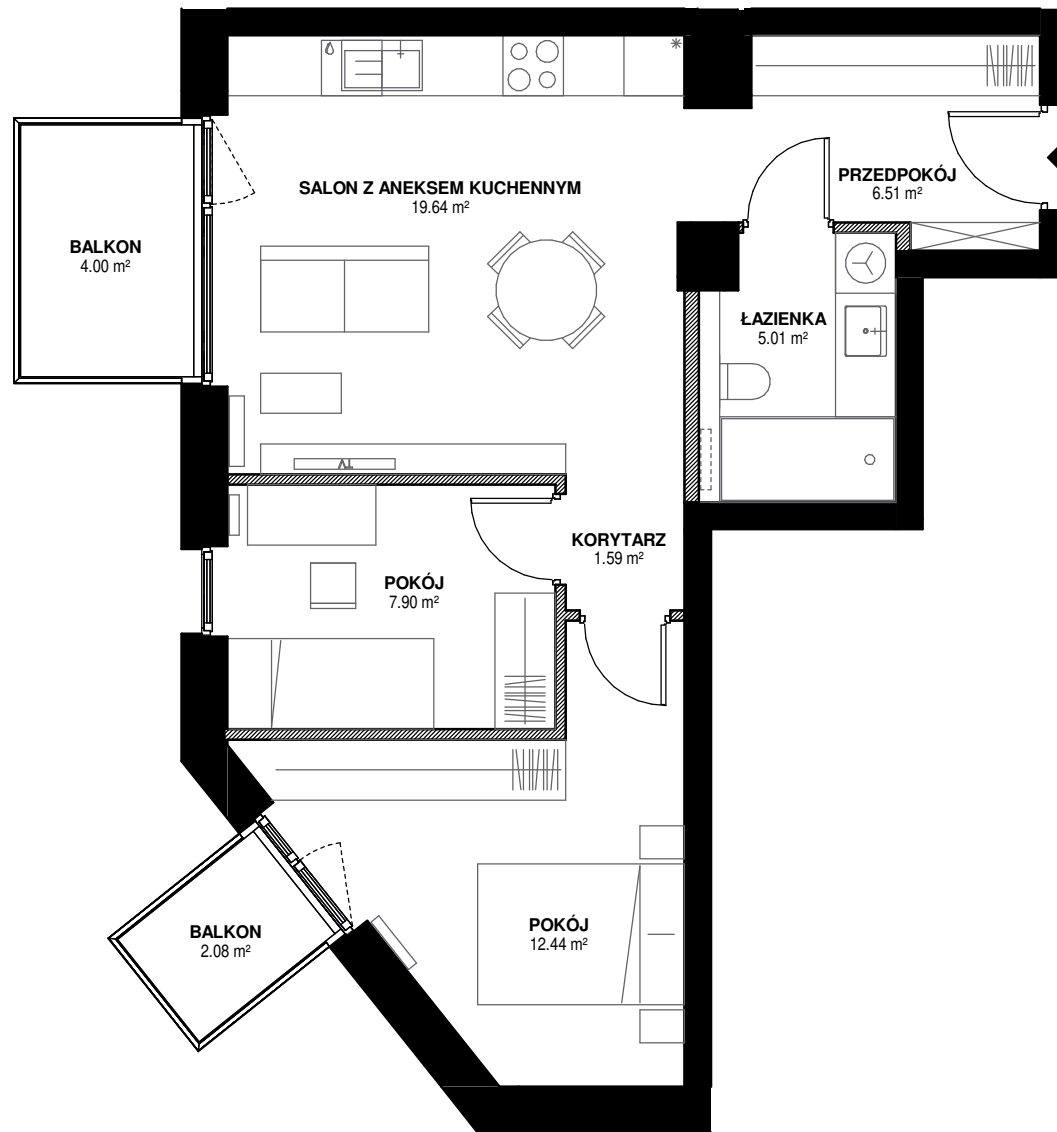 PRZEDPOKÓJ
6.51 m²
SALON Z ANEKSEM KUCHENNYM
19.64 m²
BALKON
4.00 m²
ŁAZIENKA
5.01 m²
TV
KORYTARZ
1.59 m²
POKÓJ
7.90 m²
POKÓJ
12.44 m²
BALKON
2.08 m²